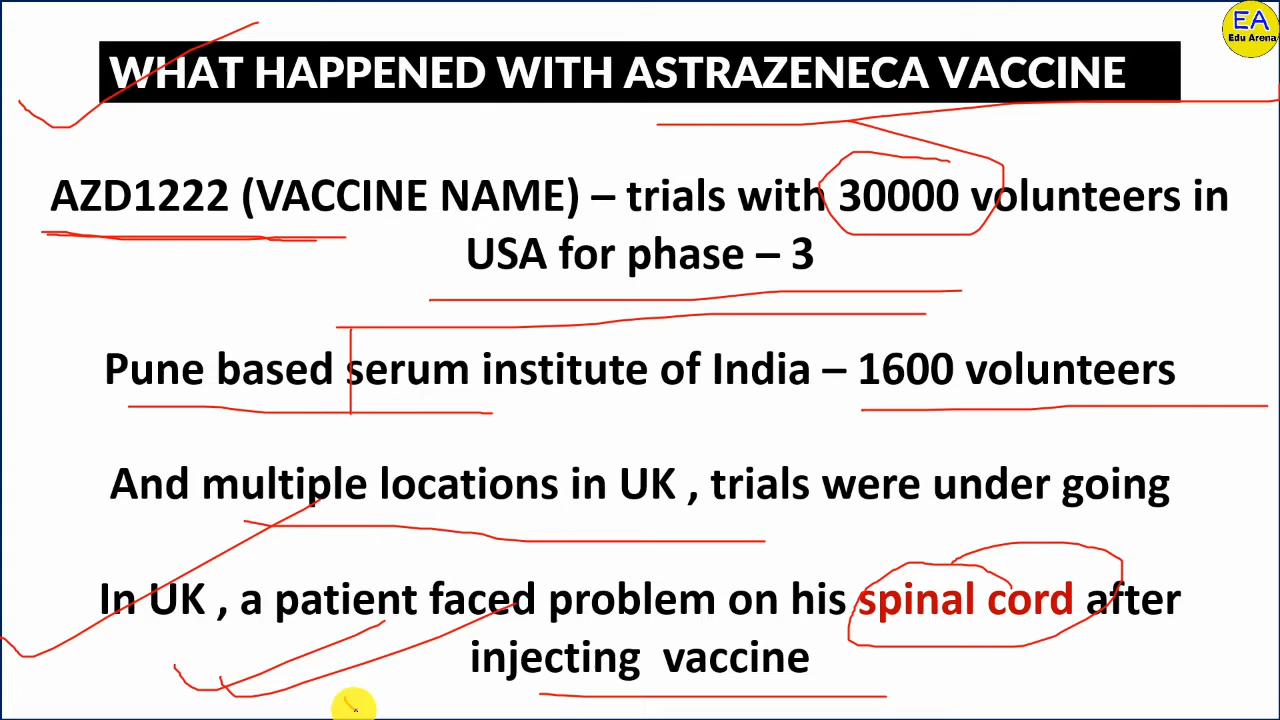 EA
Edu Arena
WHAT HAPPENED WITH ASTRAZENECA VACCINE
AZD1222 (VACCINE NAME) – trials with 30000 volunteers in
USA for phase – 3
Pune based serum institute of India – 1600 volunteers
And multiple locations in UK , trials were under going
In UK , a patient faced problem on his spinal cord after
injecting vaccine